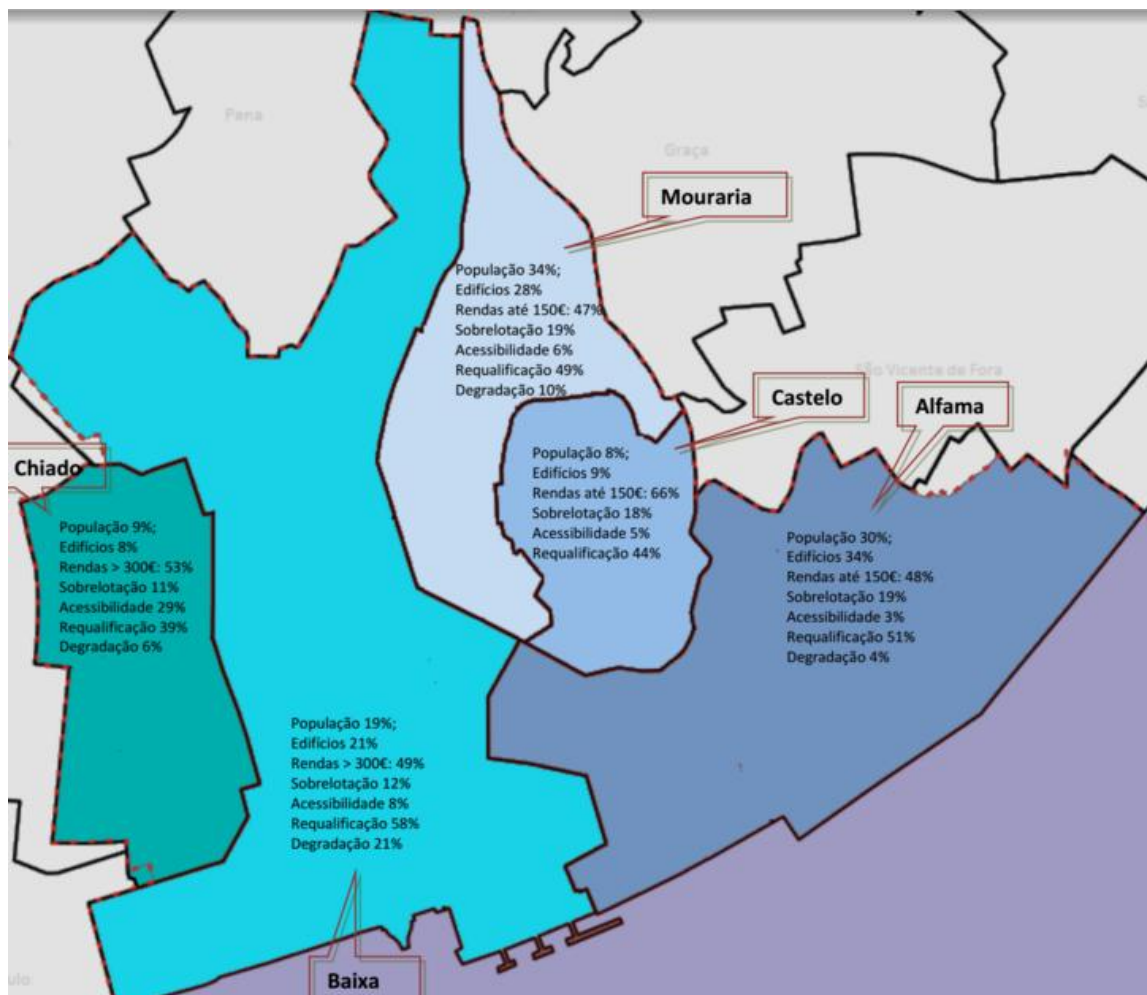 Pena
Graça
Mouraria
População 34%;
Edifícios 28%
Rendas até 150€: 47%
Sobrelotação 19%
Acessibilidade 6%
Requalificação 49%
Degradação 10%
São Vicente de Fora
Castelo
População 8%;
Edifícios 9%
Rendas até 150€: 66%
Sobrelotação 18%
Acessibilidade 5%
Requalificação 44%
Alfama
População 30%;
Edifícios 34%
Rendas até 150€: 48%
Sobrelotação 19%
Acessibilidade 3%
Requalificação 51%
Degradação 4%
Chiado
População 9%;
Edifícios 8%
Rendas > 300€: 53%
Sobrelotação 11%
Acessibilidade 29%
Requalificação 39%
Degradação 6%
População 19%;
Edifícios 21%
Rendas > 300€: 49%
Sobrelotação 12%
Acessibilidade 8%
Requalificação 58%
Degradação 21%
Baixa